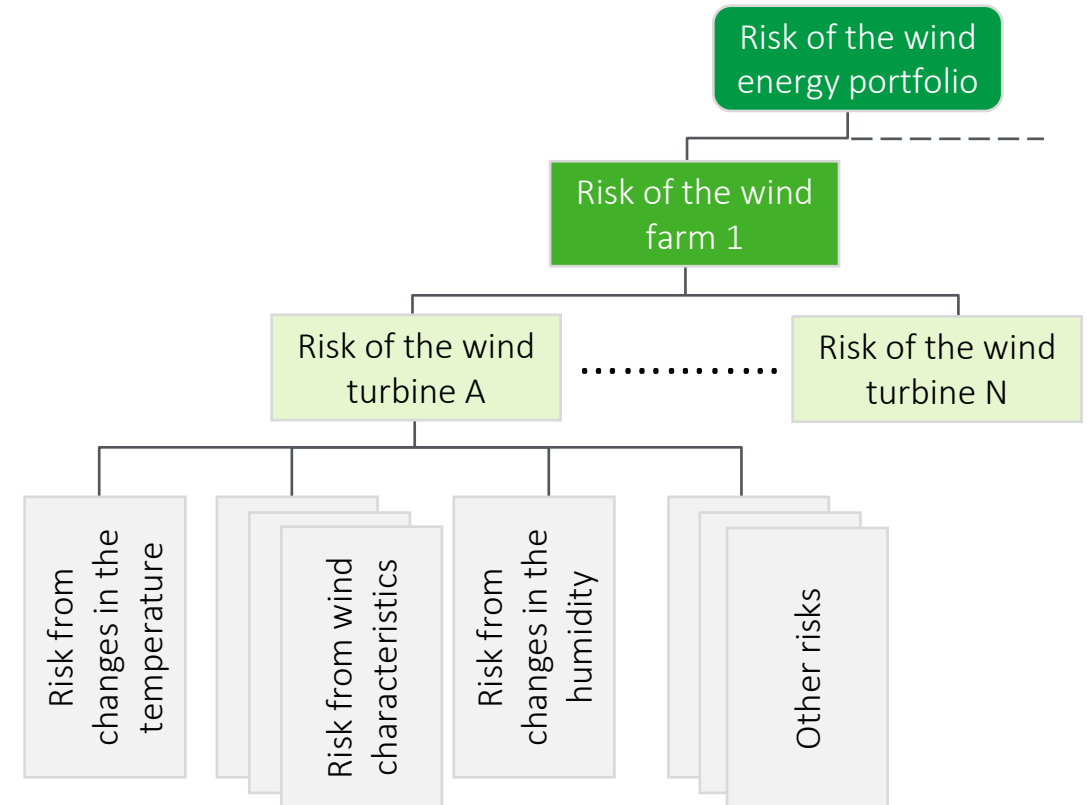 Risk of the wind
energy portfolio
Risk of the wind
farm 1
Risk of the wind
turbine A
Risk of the wind
turbine N
Risk from
changes in the
temperature
Risk from wind
characteristics
Risk from
changes in the
humidity
Other risks